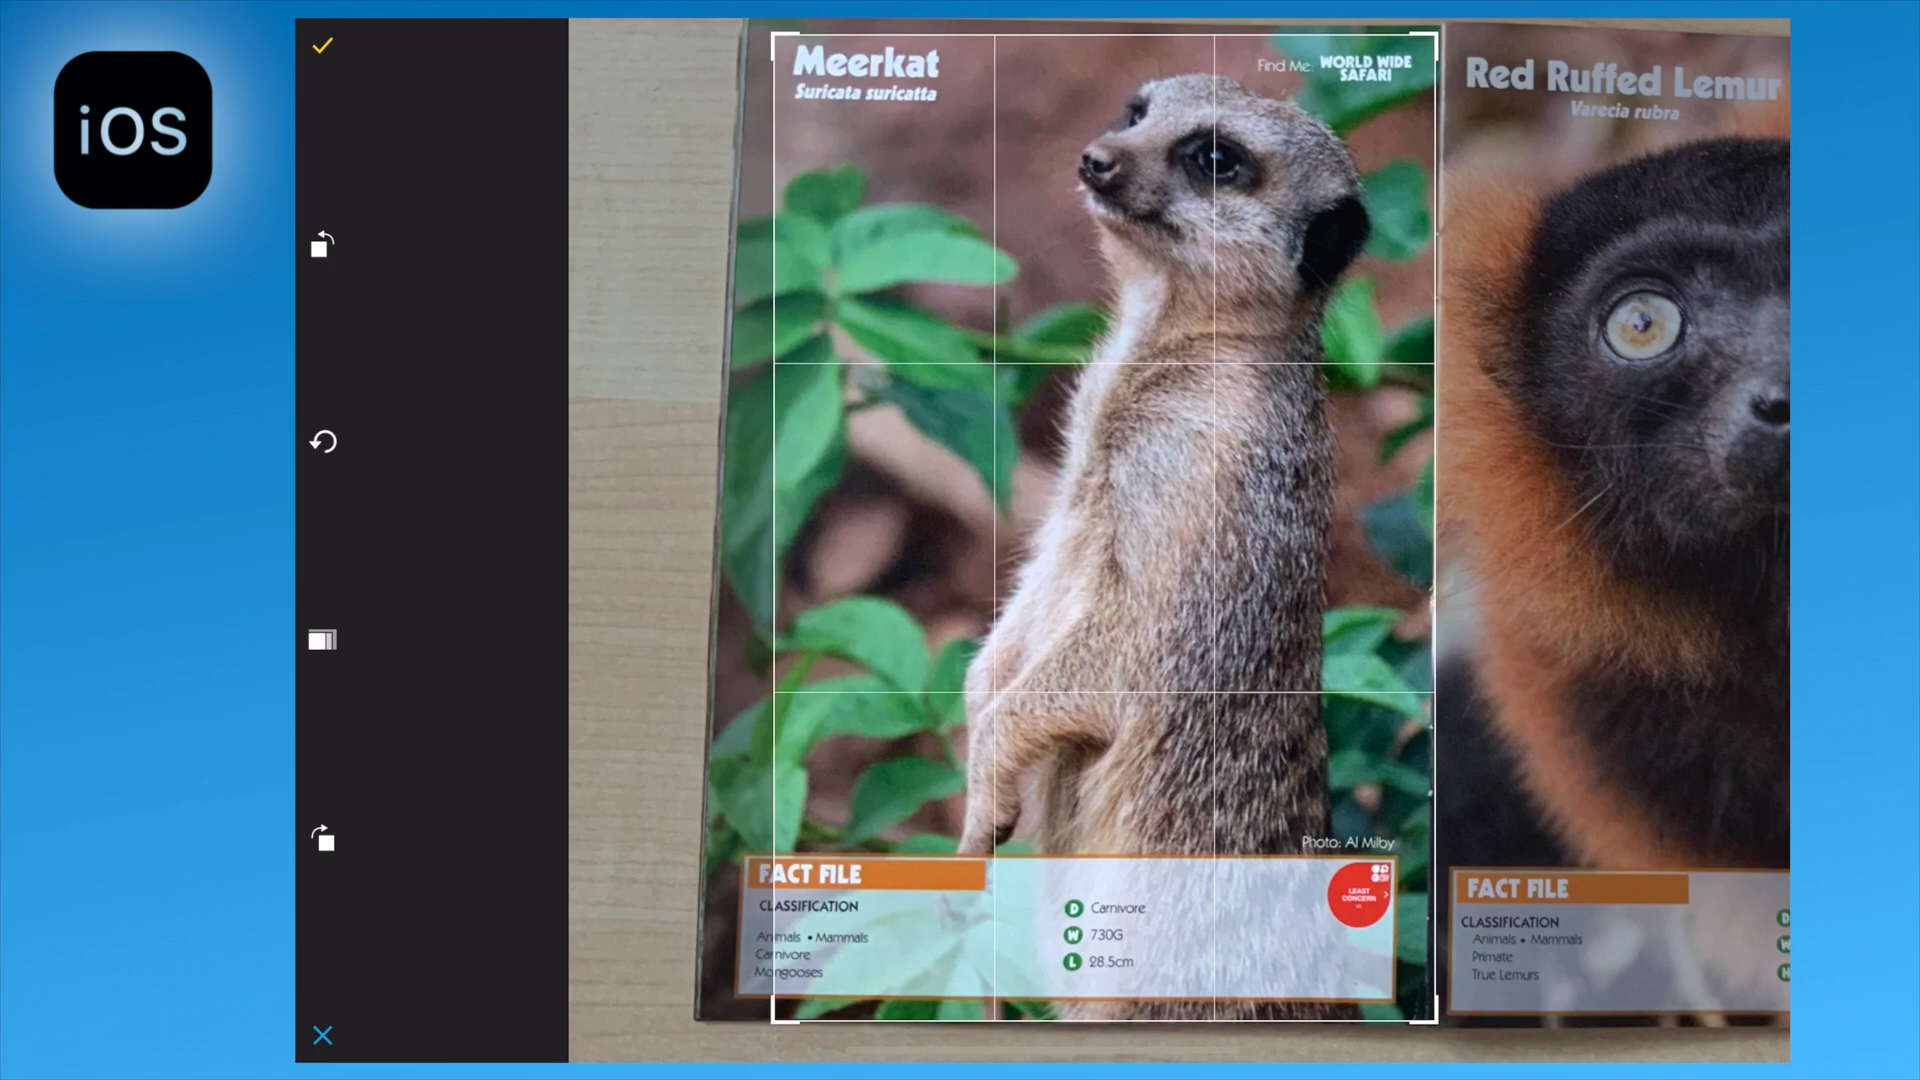 iOS
Meerkat
Suricata suricatta
Find Me: WORLD WIDE
SAFARI
Photo: Al Milby
FACT FILE
CLASSIFICATION
Animals • Mammals
Carnivore
Mongooses
D Carnivore
W 730G
L 28.5cm
LEAST
CONCERN
Red Ruffed Lemur
Varecia rubra
FACT FILE
CLASSIFICATION
Animals • Mammals
Primate
True Lemurs
D
W
H